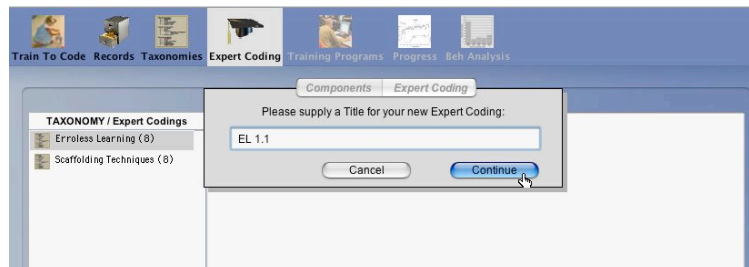 Train To Code Records Taxonomies Expert Coding Training Programs Progress Beh Analysis
Components Expert Coding
Please supply a Title for your new Expert Coding:
TAXONOMY / Expert Codings
Erroless Learning (8)
EL 1.1
Scaffolding Techniques (8)
Cancel Continue